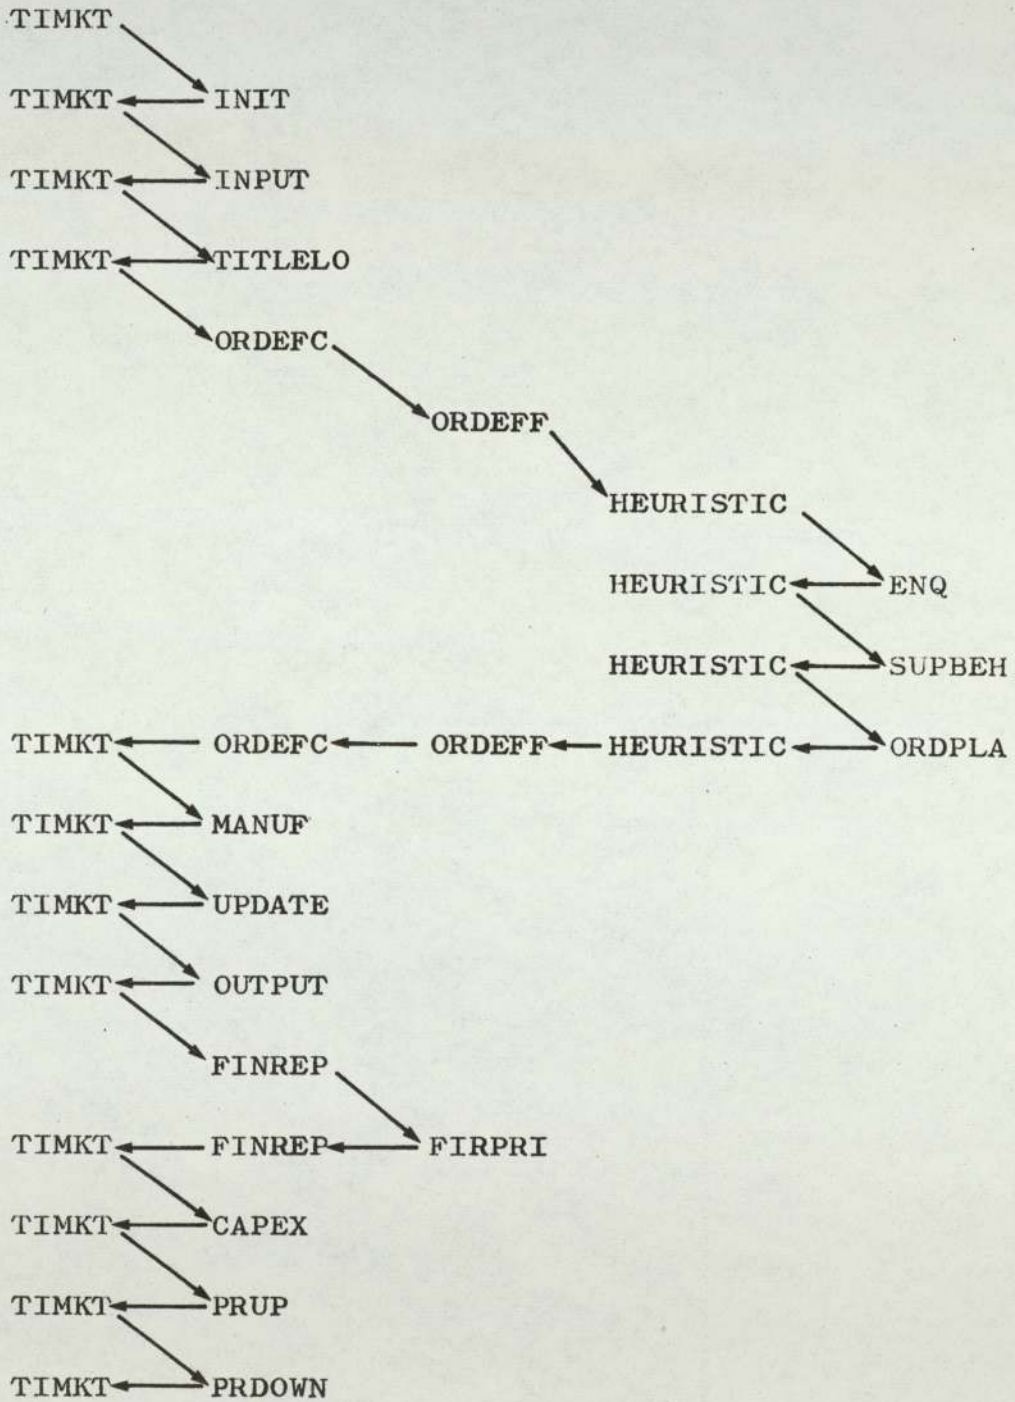 TIMKT
TIMKT INIT
TIMKT INPUT
TIMKT TITLELO
ORDEFC
ORDEFF
HEURISTIC
HEURISTIC ENQ
HEURISTIC SUPBEH
TIMKT ORDEFC ORDEFF HEURISTIC ORDPLA
TIMKT MANUF
TIMKT UPDATE
TIMKT OUTPUT
FINREP
TIMKT FINREP FIRPRI
TIMKT CAPEX
TIMKT PRUP
TIMKT PRDOWN